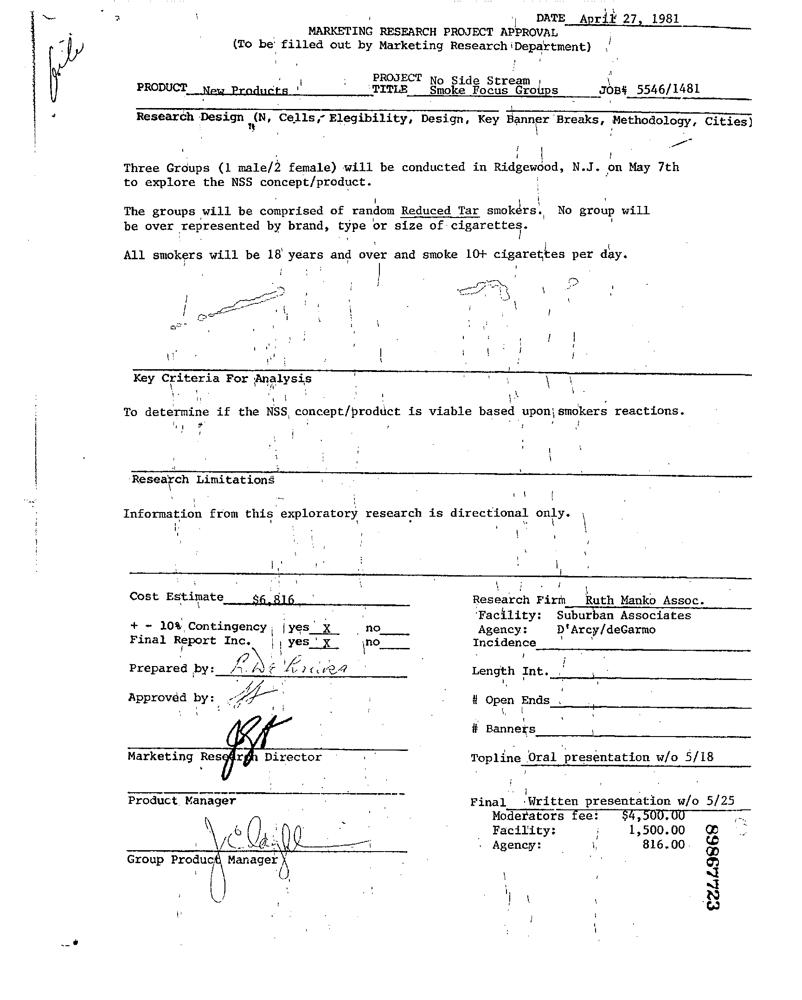 file
DATE April 27, 1981
MARKETING RESEARCH PROJECT APPROVAL
(To be filled out by Marketing Research Department)
PRODUCT New Products PROJECT TITLE No Side Stream Smoke Focus Groups JOB# 5546/1481
Research Design (N, Cells, Elegibility, Design, Key Banner Breaks, Methodology, Cities)
Three Groups (1 male/2 female) will be conducted in Ridgewood, N.J. on May 7th
to explore the NSS concept/product.
The groups will be comprised of random Reduced Tar smokers. No group will
be over represented by brand, type or size of cigarettes.
All smokers will be 18 years and over and smoke 10+ cigarettes per day.
Key Criteria For Analysis
To determine if the NSS concept/product is viable based upon smokers reactions.
Research Limitations
Information from this exploratory research is directional only.
Cost Estimate $6,816
+ - 10% Contingency yes X no
Final Report Inc. yes X no
Prepared by:
Approved by:
Marketing Research Director
Product Manager
Group Product Manager
Research Firm Ruth Manko Assoc.
Facility: Suburban Associates
Agency: D'Arcy/deGarmo
Incidence
Length Int.
# Open Ends
# Banners
Topline Oral presentation w/o 5/18
Final Written presentation w/o 5/25
Moderators fee: $4,500.00
Facility: 1,500.00
Agency: 816.00
89867723